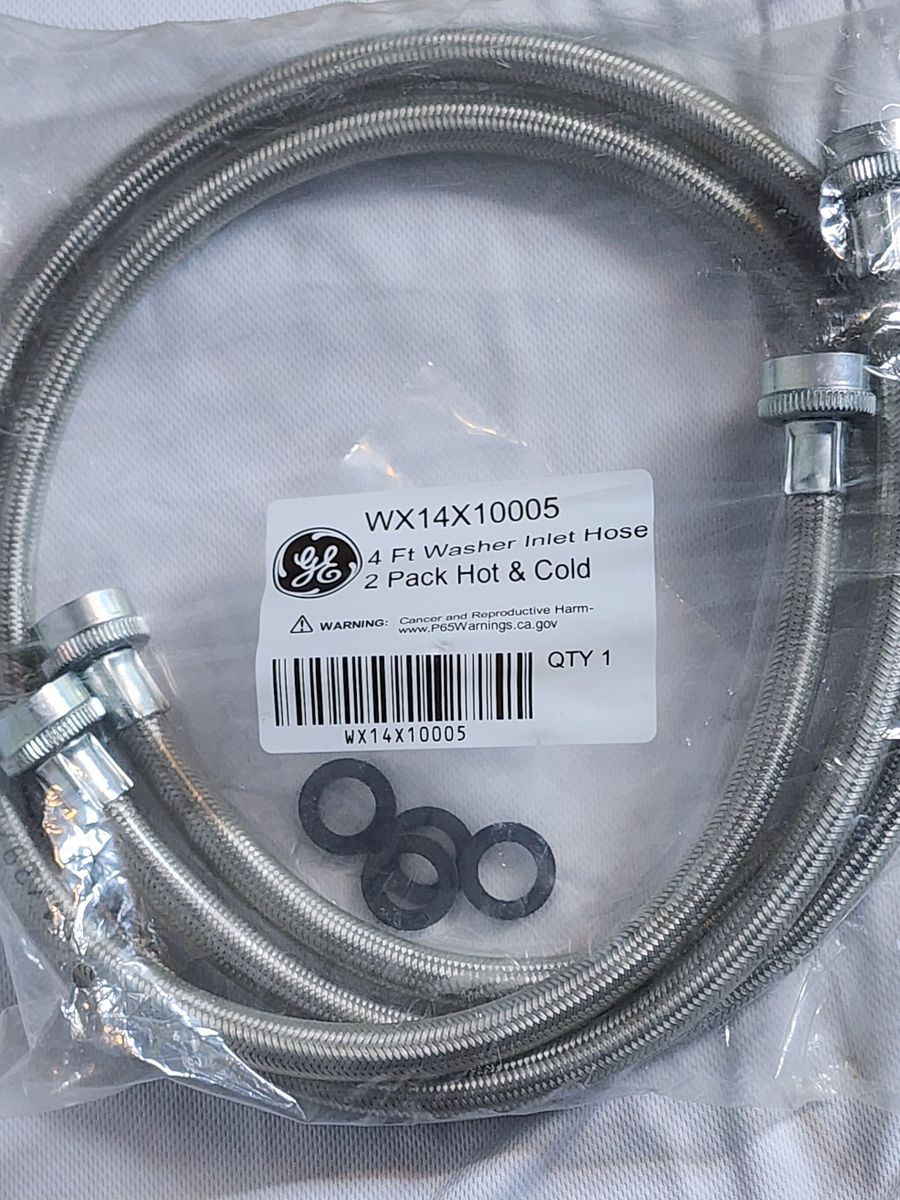 WX14X10005
GE
4 Ft Washer Inlet Hose
2 Pack Hot & Cold
⚠ WARNING: Cancer and Reproductive Harm-
www.P65Warnings.ca.gov
QTY 1
WX14X10005